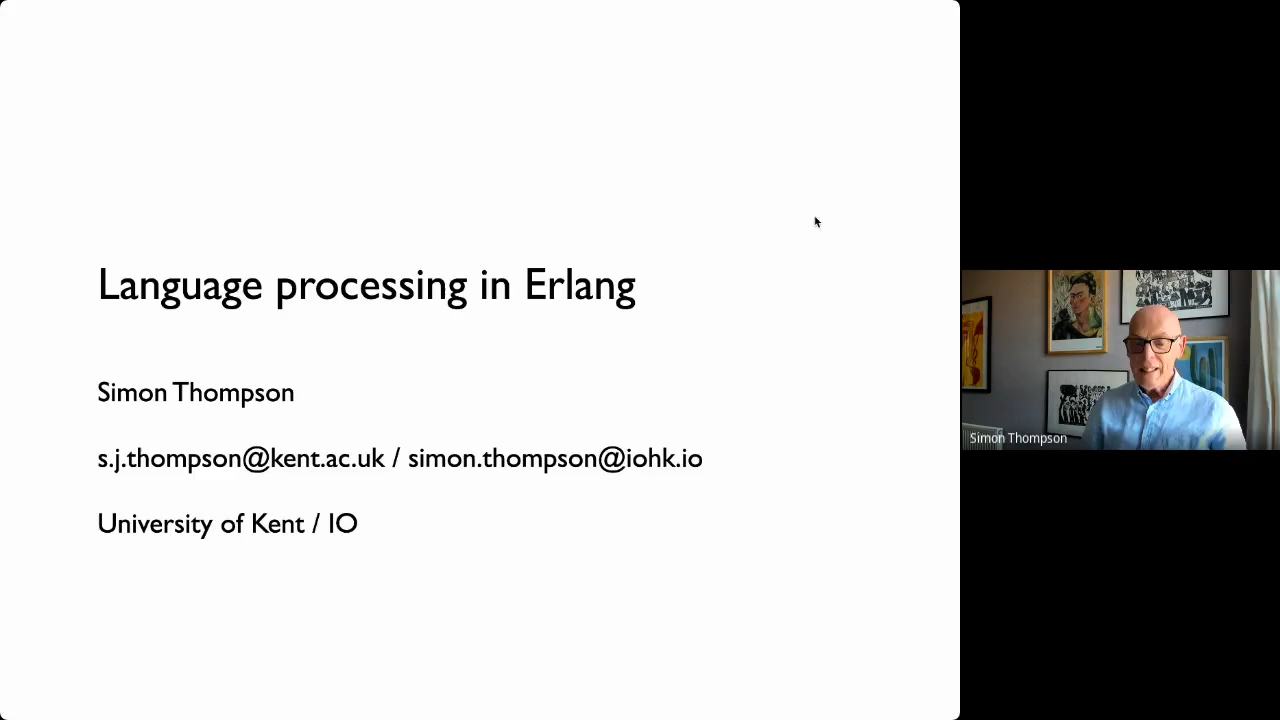 Language processing in Erlang
Simon Thompson
s.j.thompson@kent.ac.uk / simon.thompson@iohk.io
University of Kent / IO
Simon Thompson